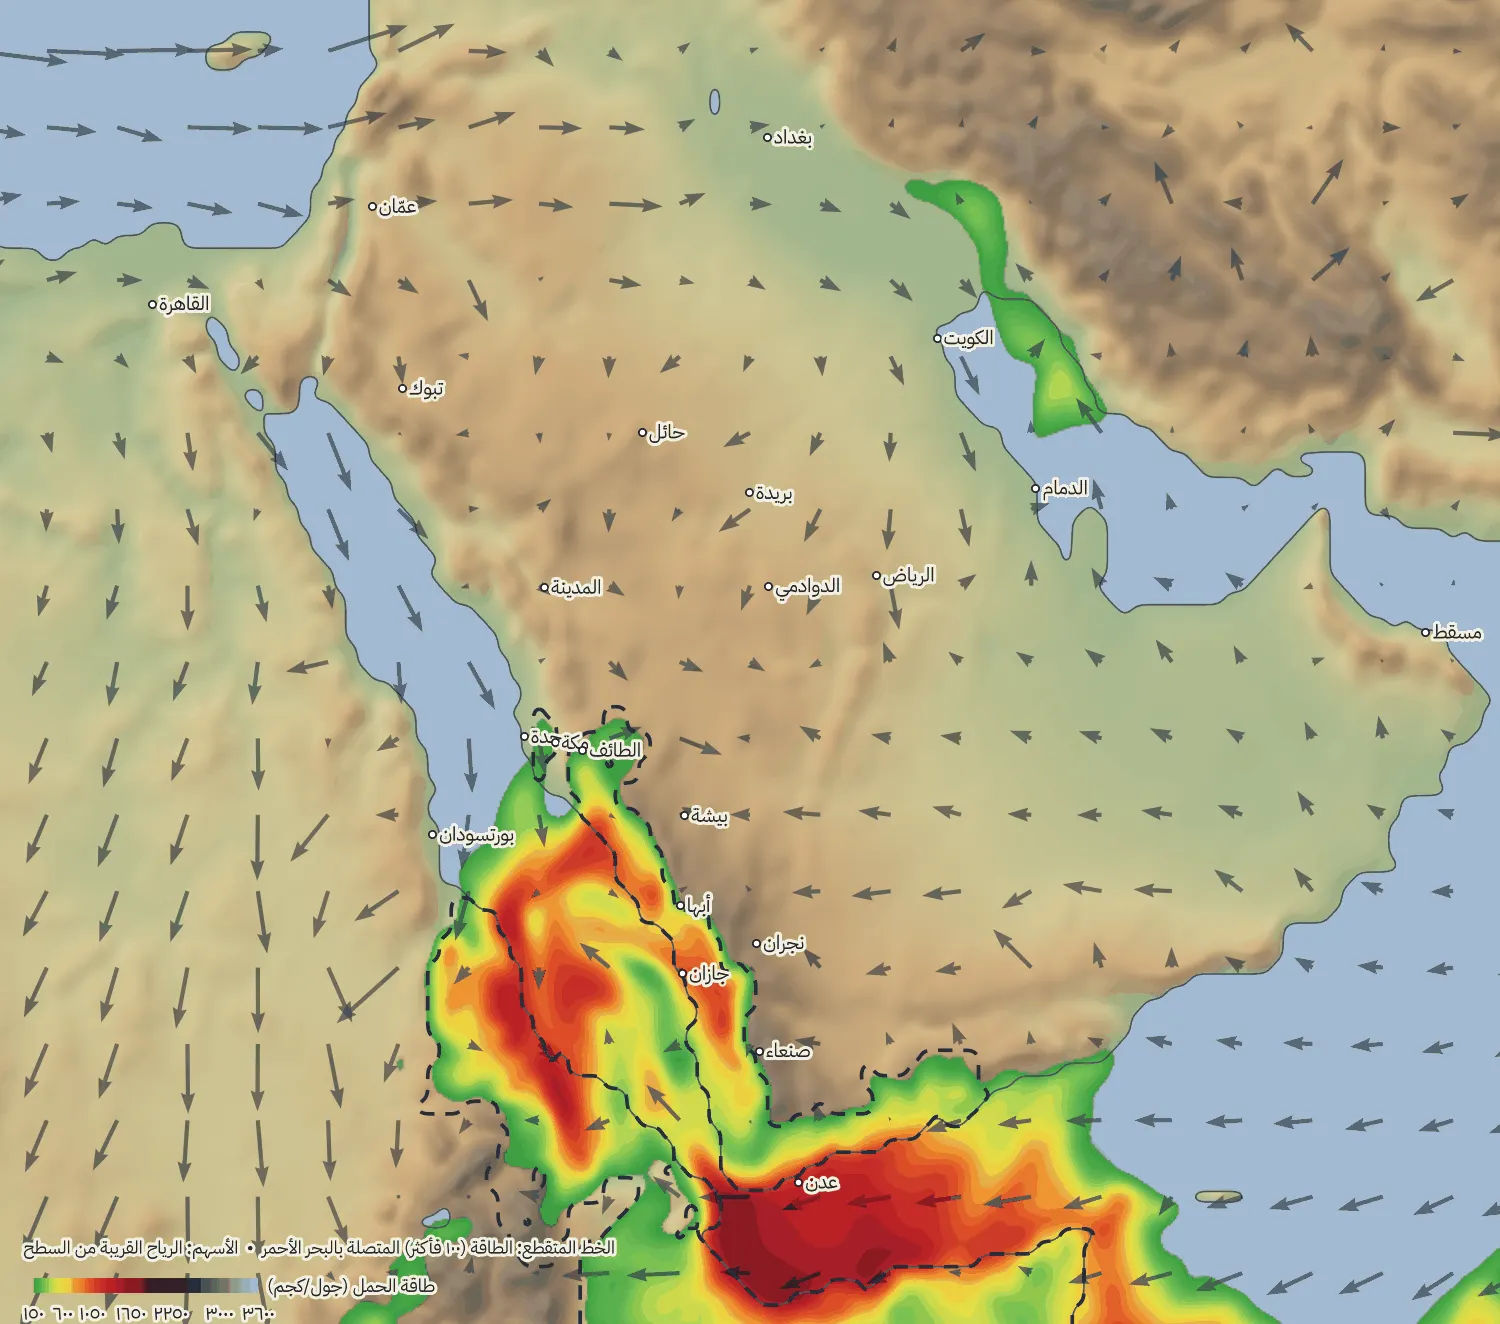 بغداد
عمّان
القاهرة
الكويت
تبوك
حائل
الدمام
بريدة
الرياض
الدوادمي
المدينة
مسقط
جدة
مكة
الطائف
بيشة
بورتسودان
أبها
نجران
جازان
صنعاء
عدن
الخط المتقطع: الطاقة (١٠٠ فأكثر) المتصلة بالبحر الأحمر • الأسهم: الرياح القريبة من السطح
طاقة الحمل (جول/كجم)
١٥٠ ٦٠٠ ١٠٥٠ ١٦٥٠ ٢٢٥٠ ٣٠٠٠ ٣٦٠٠